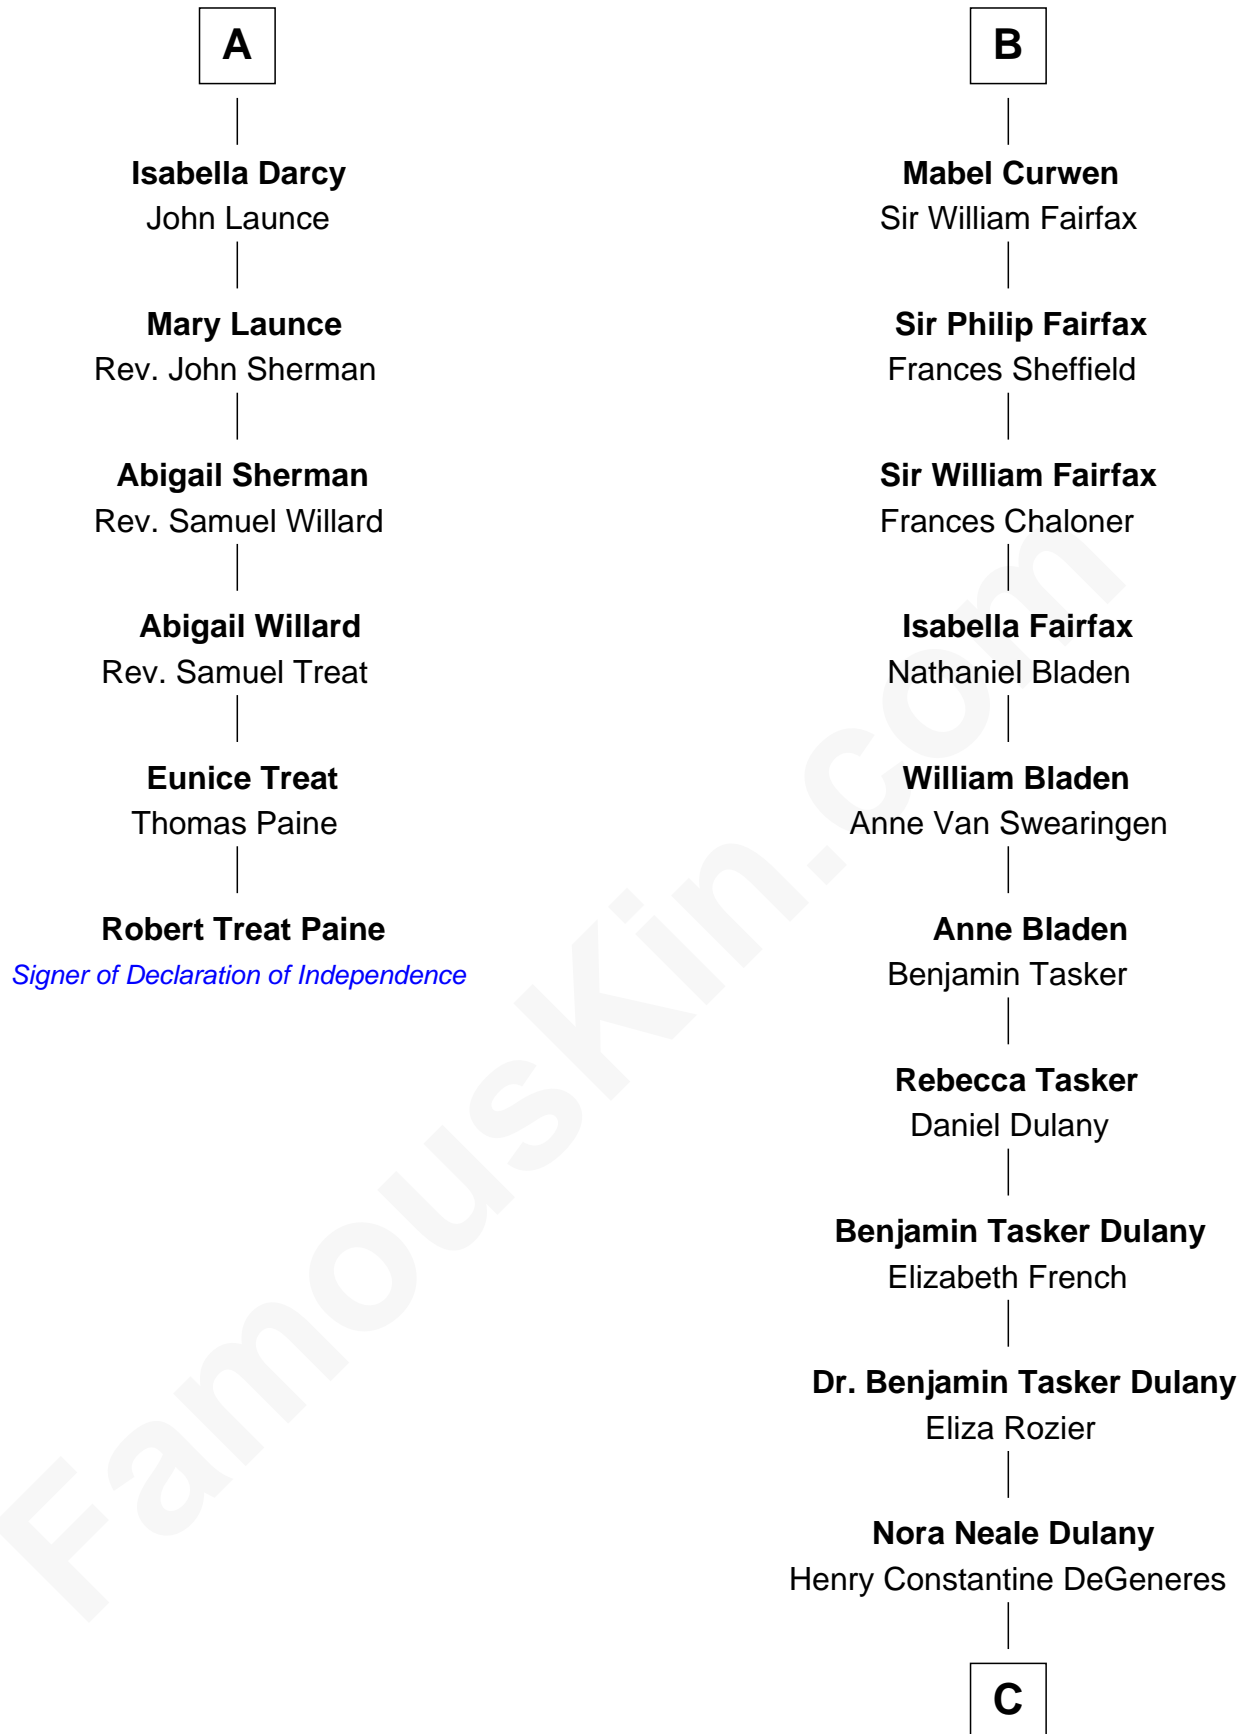 A
Isabella Darcy
John Launce
Mary Launce
Rev. John Sherman
Abigail Sherman
Rev. Samuel Willard
Abigail Willard
Rev. Samuel Treat
Eunice Treat
Thomas Paine
Robert Treat Paine
Signer of Declaration of Independence
B
Mabel Curwen
Sir William Fairfax
Sir Philip Fairfax
Frances Sheffield
Sir William Fairfax
Frances Chaloner
Isabella Fairfax
Nathaniel Bladen
William Bladen
Anne Van Swearingen
Anne Bladen
Benjamin Tasker
Rebecca Tasker
Daniel Dulany
Benjamin Tasker Dulany
Elizabeth French
Dr. Benjamin Tasker Dulany
Eliza Rozier
Nora Neale Dulany
Henry Constantine DeGeneres
C
FamousKin.com